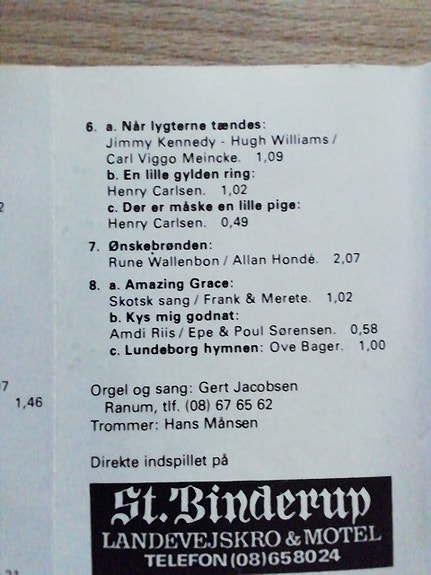 6. a. Når lygterne tændes:
Jimmy Kennedy - Hugh Williams /
Carl Viggo Meincke. 1,09
b. En lille gylden ring:
Henry Carlsen. 1,02
c. Der er måske en lille pige:
Henry Carlsen. 0,49
7. Ønskebrønden:
Rune Wallenbon / Allan Hondé. 2,07
8. a. Amazing Grace:
Skotsk sang / Frank & Merete. 1,02
b. Kys mig godnat:
Amdi Riis / Epe & Poul Sørensen. 0,58
c. Lundeborg hymnen: Ove Bager. 1,00
1,46
Orgel og sang: Gert Jacobsen
Ranum, tlf. (08) 67 65 62
Trommer: Hans Månsen
Direkte indspillet på
St. Binderup
LANDEVEJSKRO & MOTEL
TELEFON (08) 658024